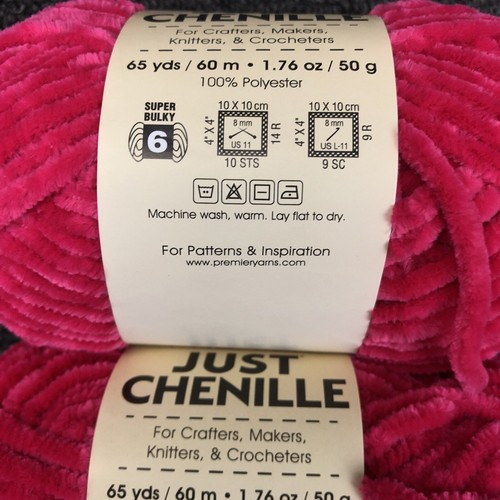 CHENILLE
For Crafters, Makers,
Knitters, & Crocheters
65 yds / 60 m • 1.76 oz / 50 g
100% Polyester
SUPER
BULKY
6
10 X 10 cm
4" X 4"
8 mm
US 11
14 R
10 STS
10 X 10 cm
4" X 4"
8 mm
US L-11
9 R
9 SC
Machine wash, warm. Lay flat to dry.
For Patterns & Inspiration
www.premieryarns.com
JUST
CHENILLE
For Crafters, Makers,
Knitters, & Crocheters
65 yds / 60 m • 1.76 oz / 50 g